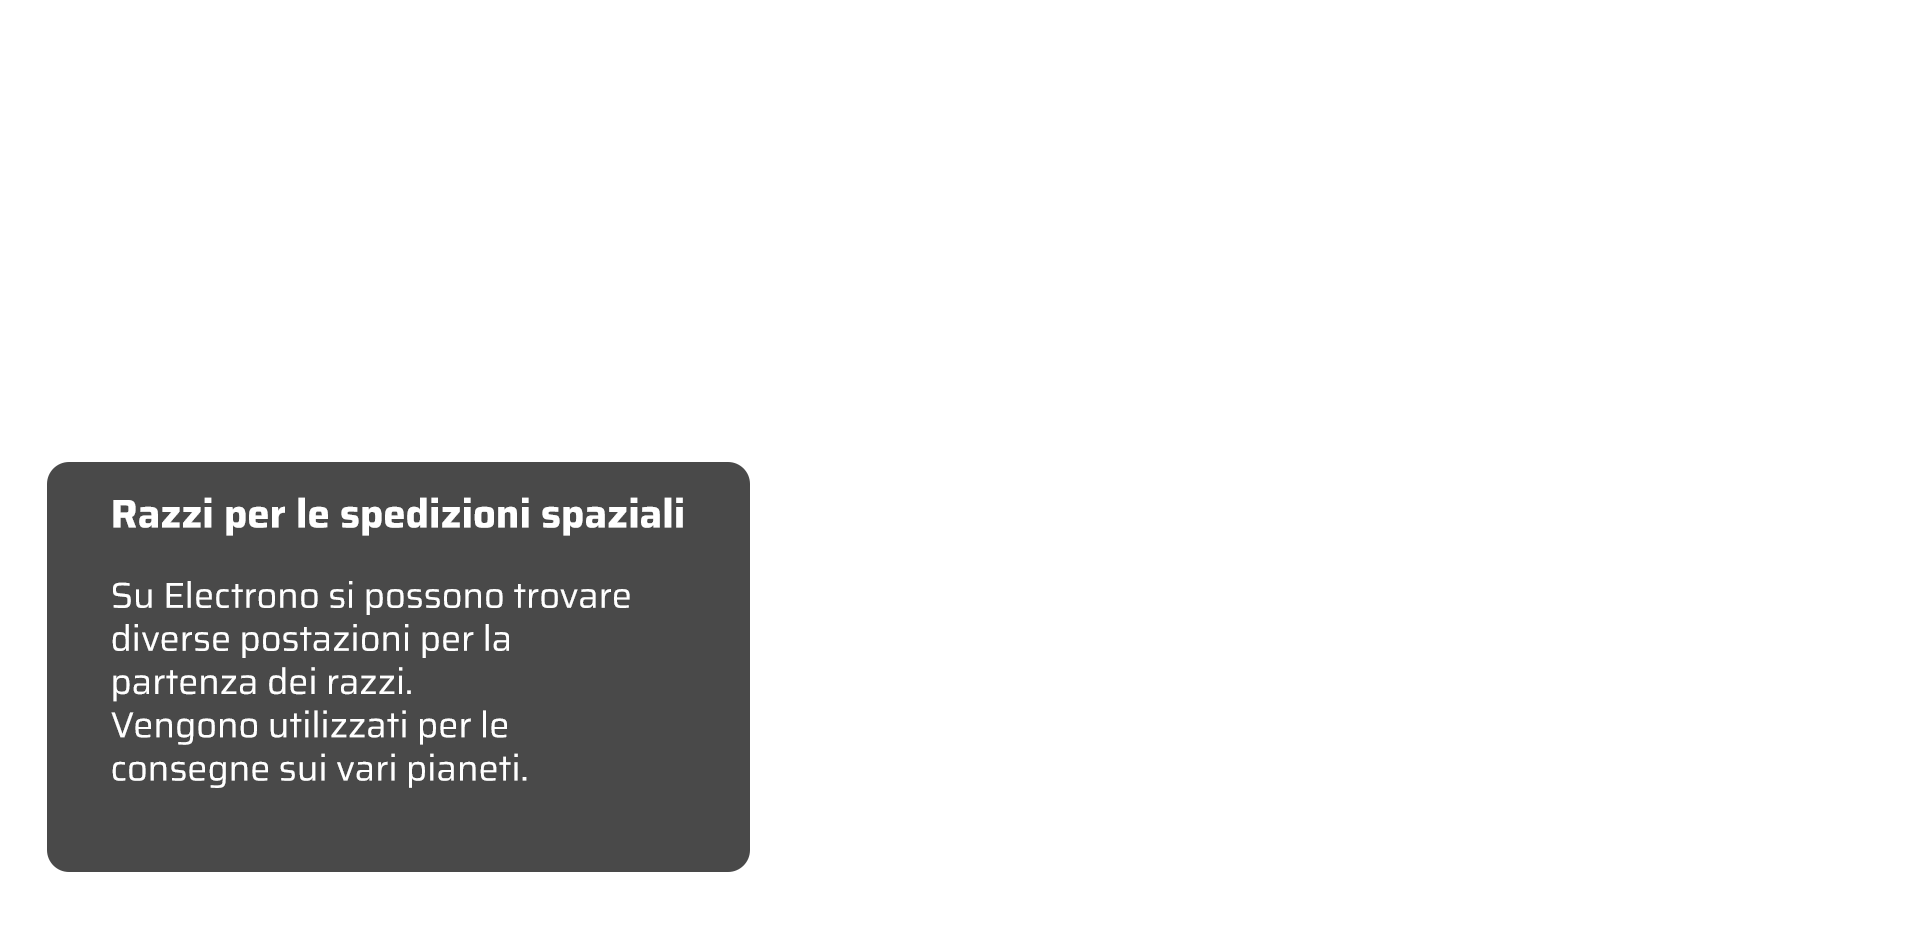 Razzi per le spedizioni spaziali
Su Electrono si possono trovare
diverse postazioni per la
partenza dei razzi.
Vengono utilizzati per le
consegne sui vari pianeti.